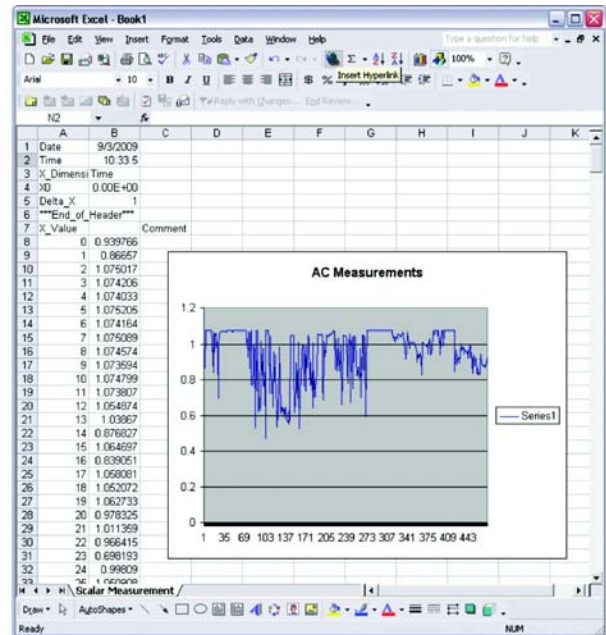 Microsoft Excel - Book1
File Edit View Insert Format Tools Data Window Help
Type a question for help
100%
Arial 10 B I U $ %
Insert Hyperlink
Reply with Changes... End Review...
N2 fx
A B C D E F G H I J K
1 Date 9/3/2009
2 Time 10:33.5
3 X_Dimensi Time
4 X0 0.00E+00
5 Delta_X 1
6 ***End_of_Header***
7 X_Value Comment
8 0 0.939766
9 1 0.86657
10 2 1.075017
11 3 1.074206
12 4 1.074033
13 5 1.075205
14 6 1.074164
15 7 1.075089
16 8 1.074574
17 9 1.073594
18 10 1.074799
19 11 1.073807
20 12 1.054874
21 13 1.03867
22 14 0.876827
23 15 1.064697
24 16 0.839051
25 17 1.058081
26 18 1.052072
27 19 1.062733
28 20 0.978325
29 21 1.011359
30 22 0.966415
31 23 0.698193
32 24 0.99809
33 25
AC Measurements
1.2
1
0.8
0.6
0.4
0.2
0
1 35 69 103 137 171 205 239 273 307 341 375 409 443
Series1
Scalar Measurement
Draw AutoShapes
Ready NUM